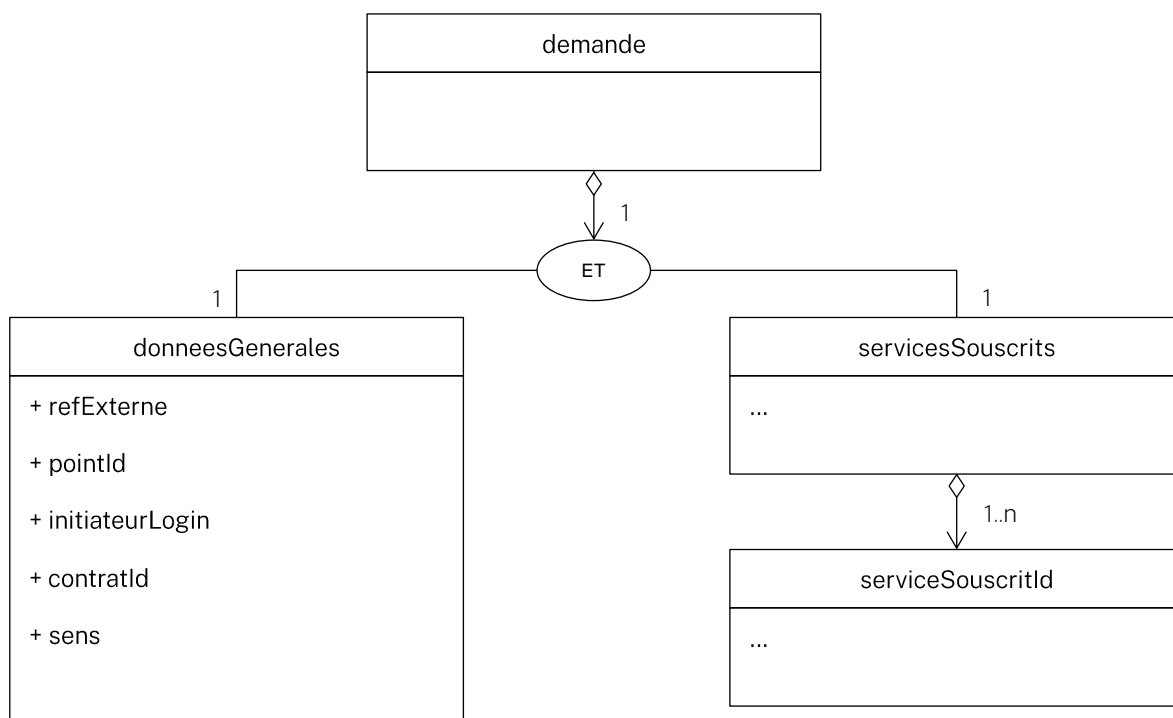 demande
1
ET
1
1
donneesGenerales
+ refExterne
+ pointId
+ initiateurLogin
+ contratId
+ sens
servicesSouscrits
...
1..n
serviceSouscritId
...